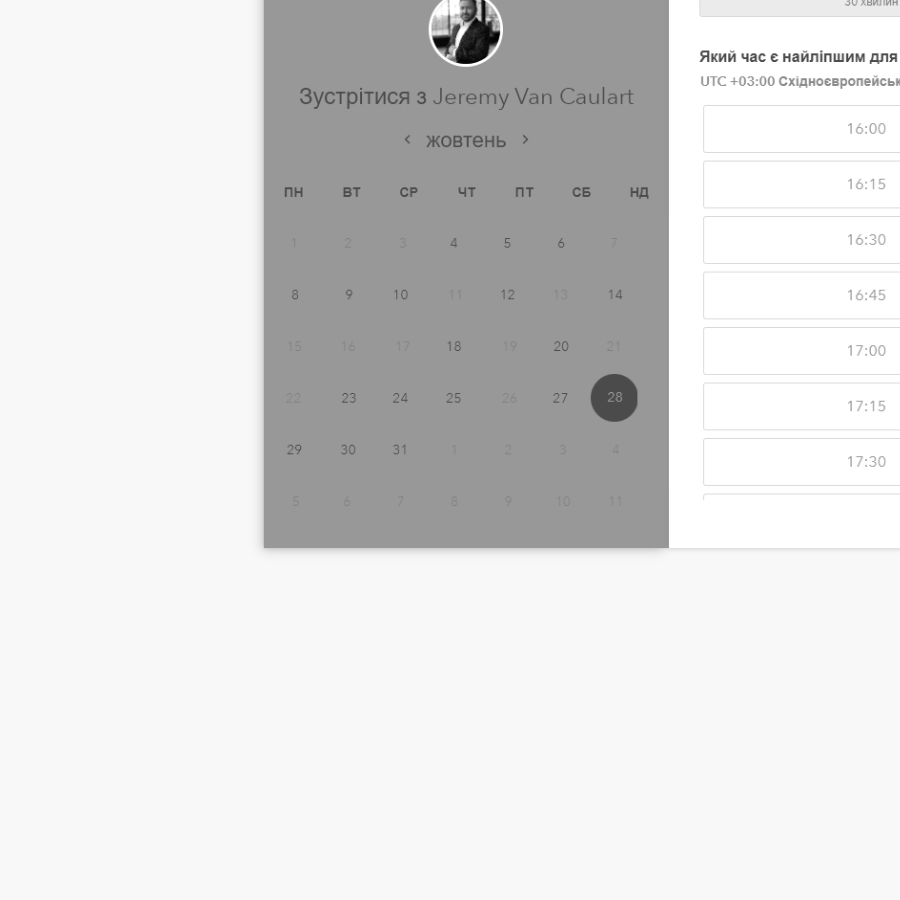 Зустрітися з Jeremy Van Caulart
жовтень
ПН ВТ СР ЧТ ПТ СБ НД
1 2 3 4 5 6 7
8 9 10 11 12 13 14
15 16 17 18 19 20 21
22 23 24 25 26 27 28
29 30 31 1 2 3 4
5 6 7 8 9 10 11
30 хвилин
Який час є найліпшим для
UTC +03:00
16:00
16:15
16:30
16:45
17:00
17:15
17:30